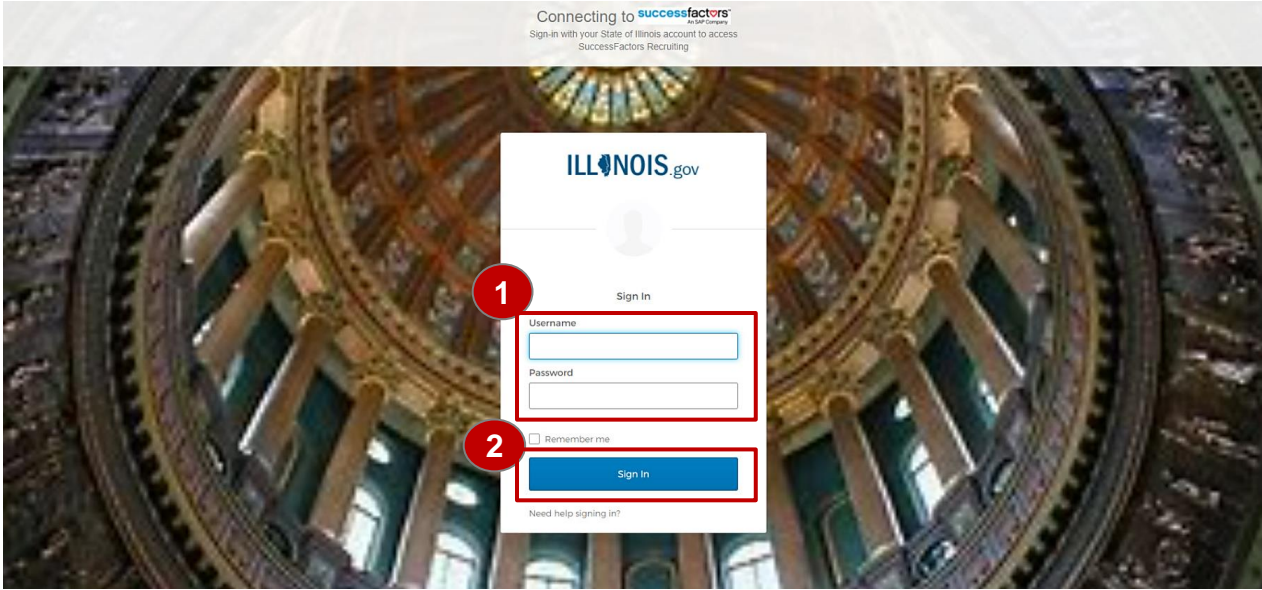 Connecting to successfactors
An SAP Company
Sign-in with your State of Illinois account to access
SuccessFactors Recruiting
ILLINOIS.gov
1
Sign In
Username
Password
Remember me
2
Sign In
Need help signing in?